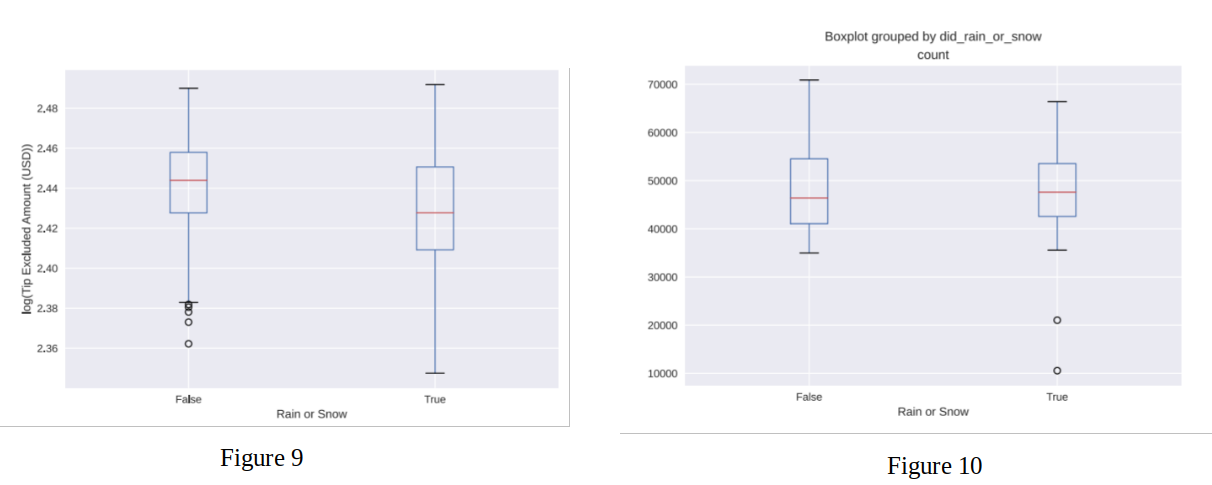 2.48
2.46
2.44
2.42
2.40
2.38
2.36
log(Tip Excluded Amount (USD))
False
True
Rain or Snow
Figure 9
Boxplot grouped by did_rain_or_snow
count
70000
60000
50000
40000
30000
20000
10000
False
True
Rain or Snow
Figure 10